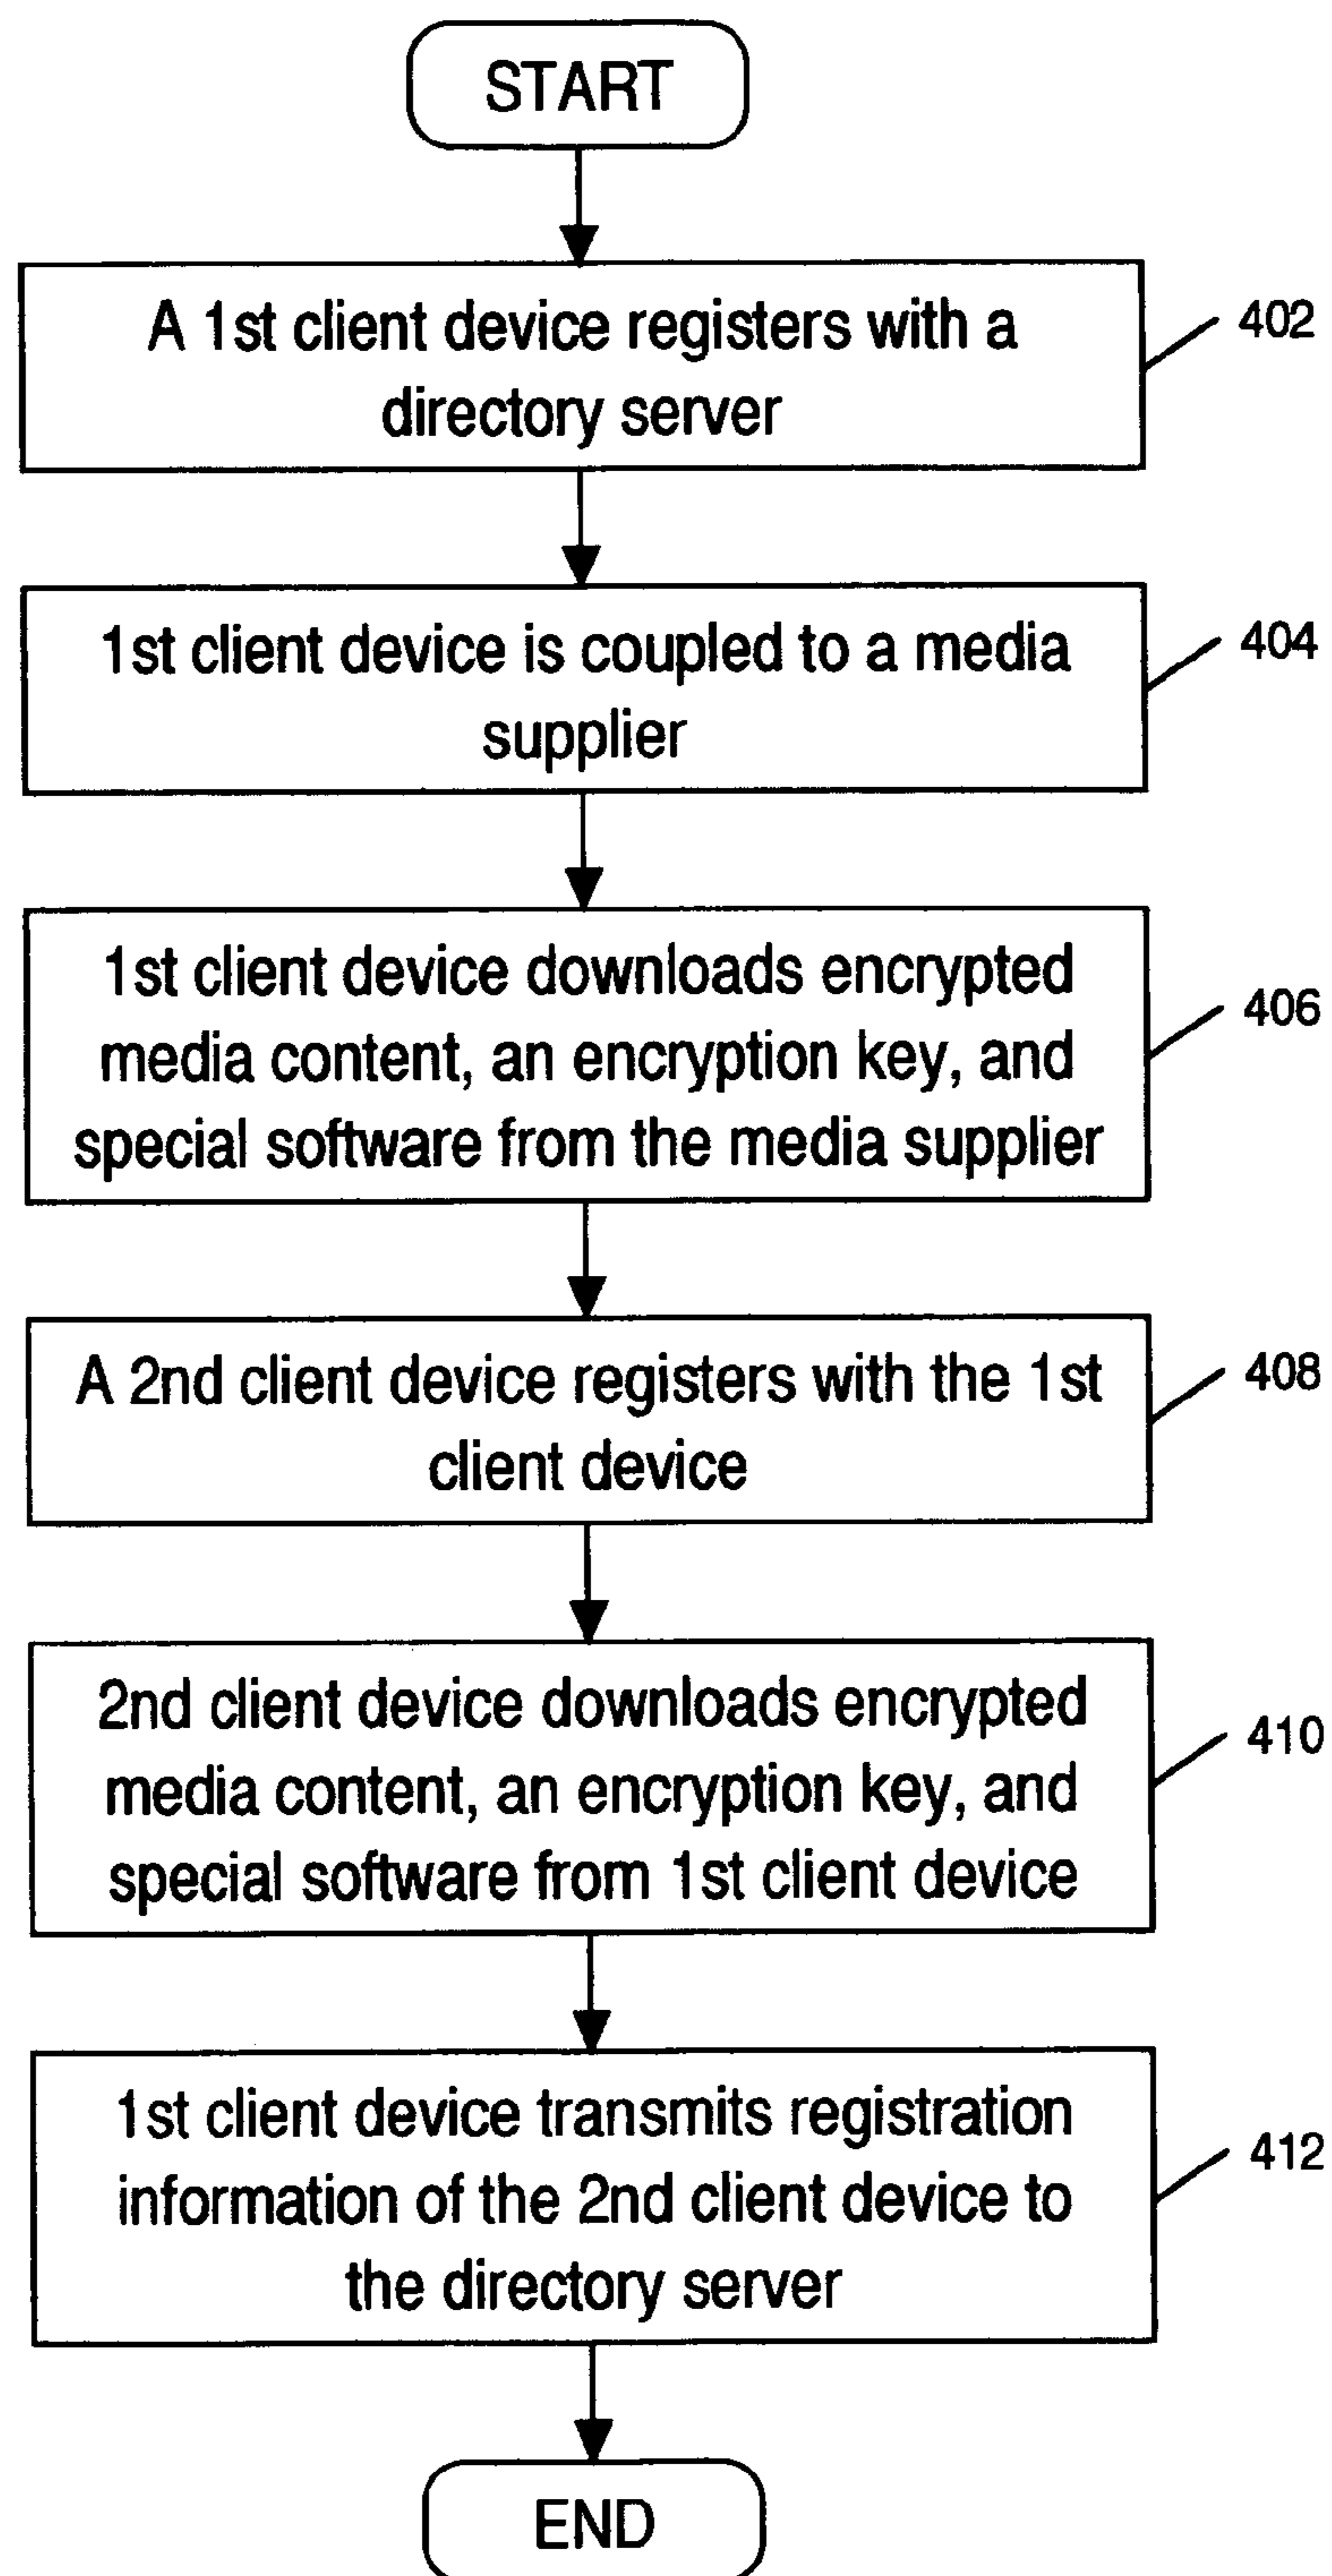 START
A 1st client device registers with a
directory server
402
1st client device is coupled to a media
supplier
404
1st client device downloads encrypted
media content, an encryption key, and
special software from the media supplier
406
A 2nd client device registers with the 1st
client device
408
2nd client device downloads encrypted
media content, an encryption key, and
special software from 1st client device
410
1st client device transmits registration
information of the 2nd client device to
the directory server
412
END